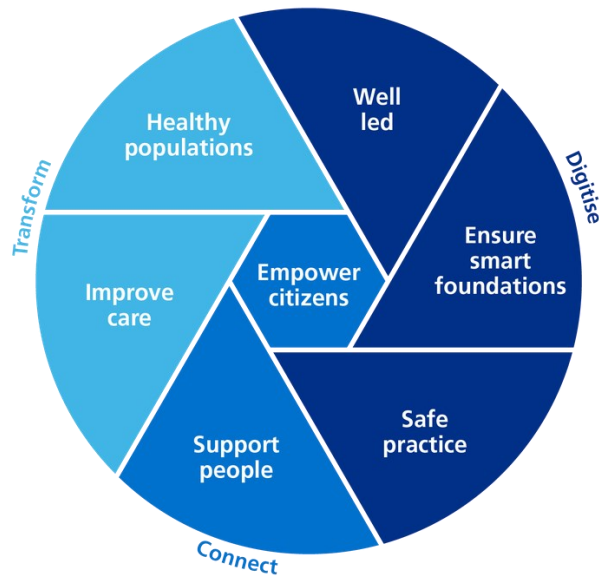 Well
led
Digitise
Ensure
smart
foundations
Safe
practice
Support
people
Connect
Improve
care
Transform
Healthy
populations
Empower
citizens